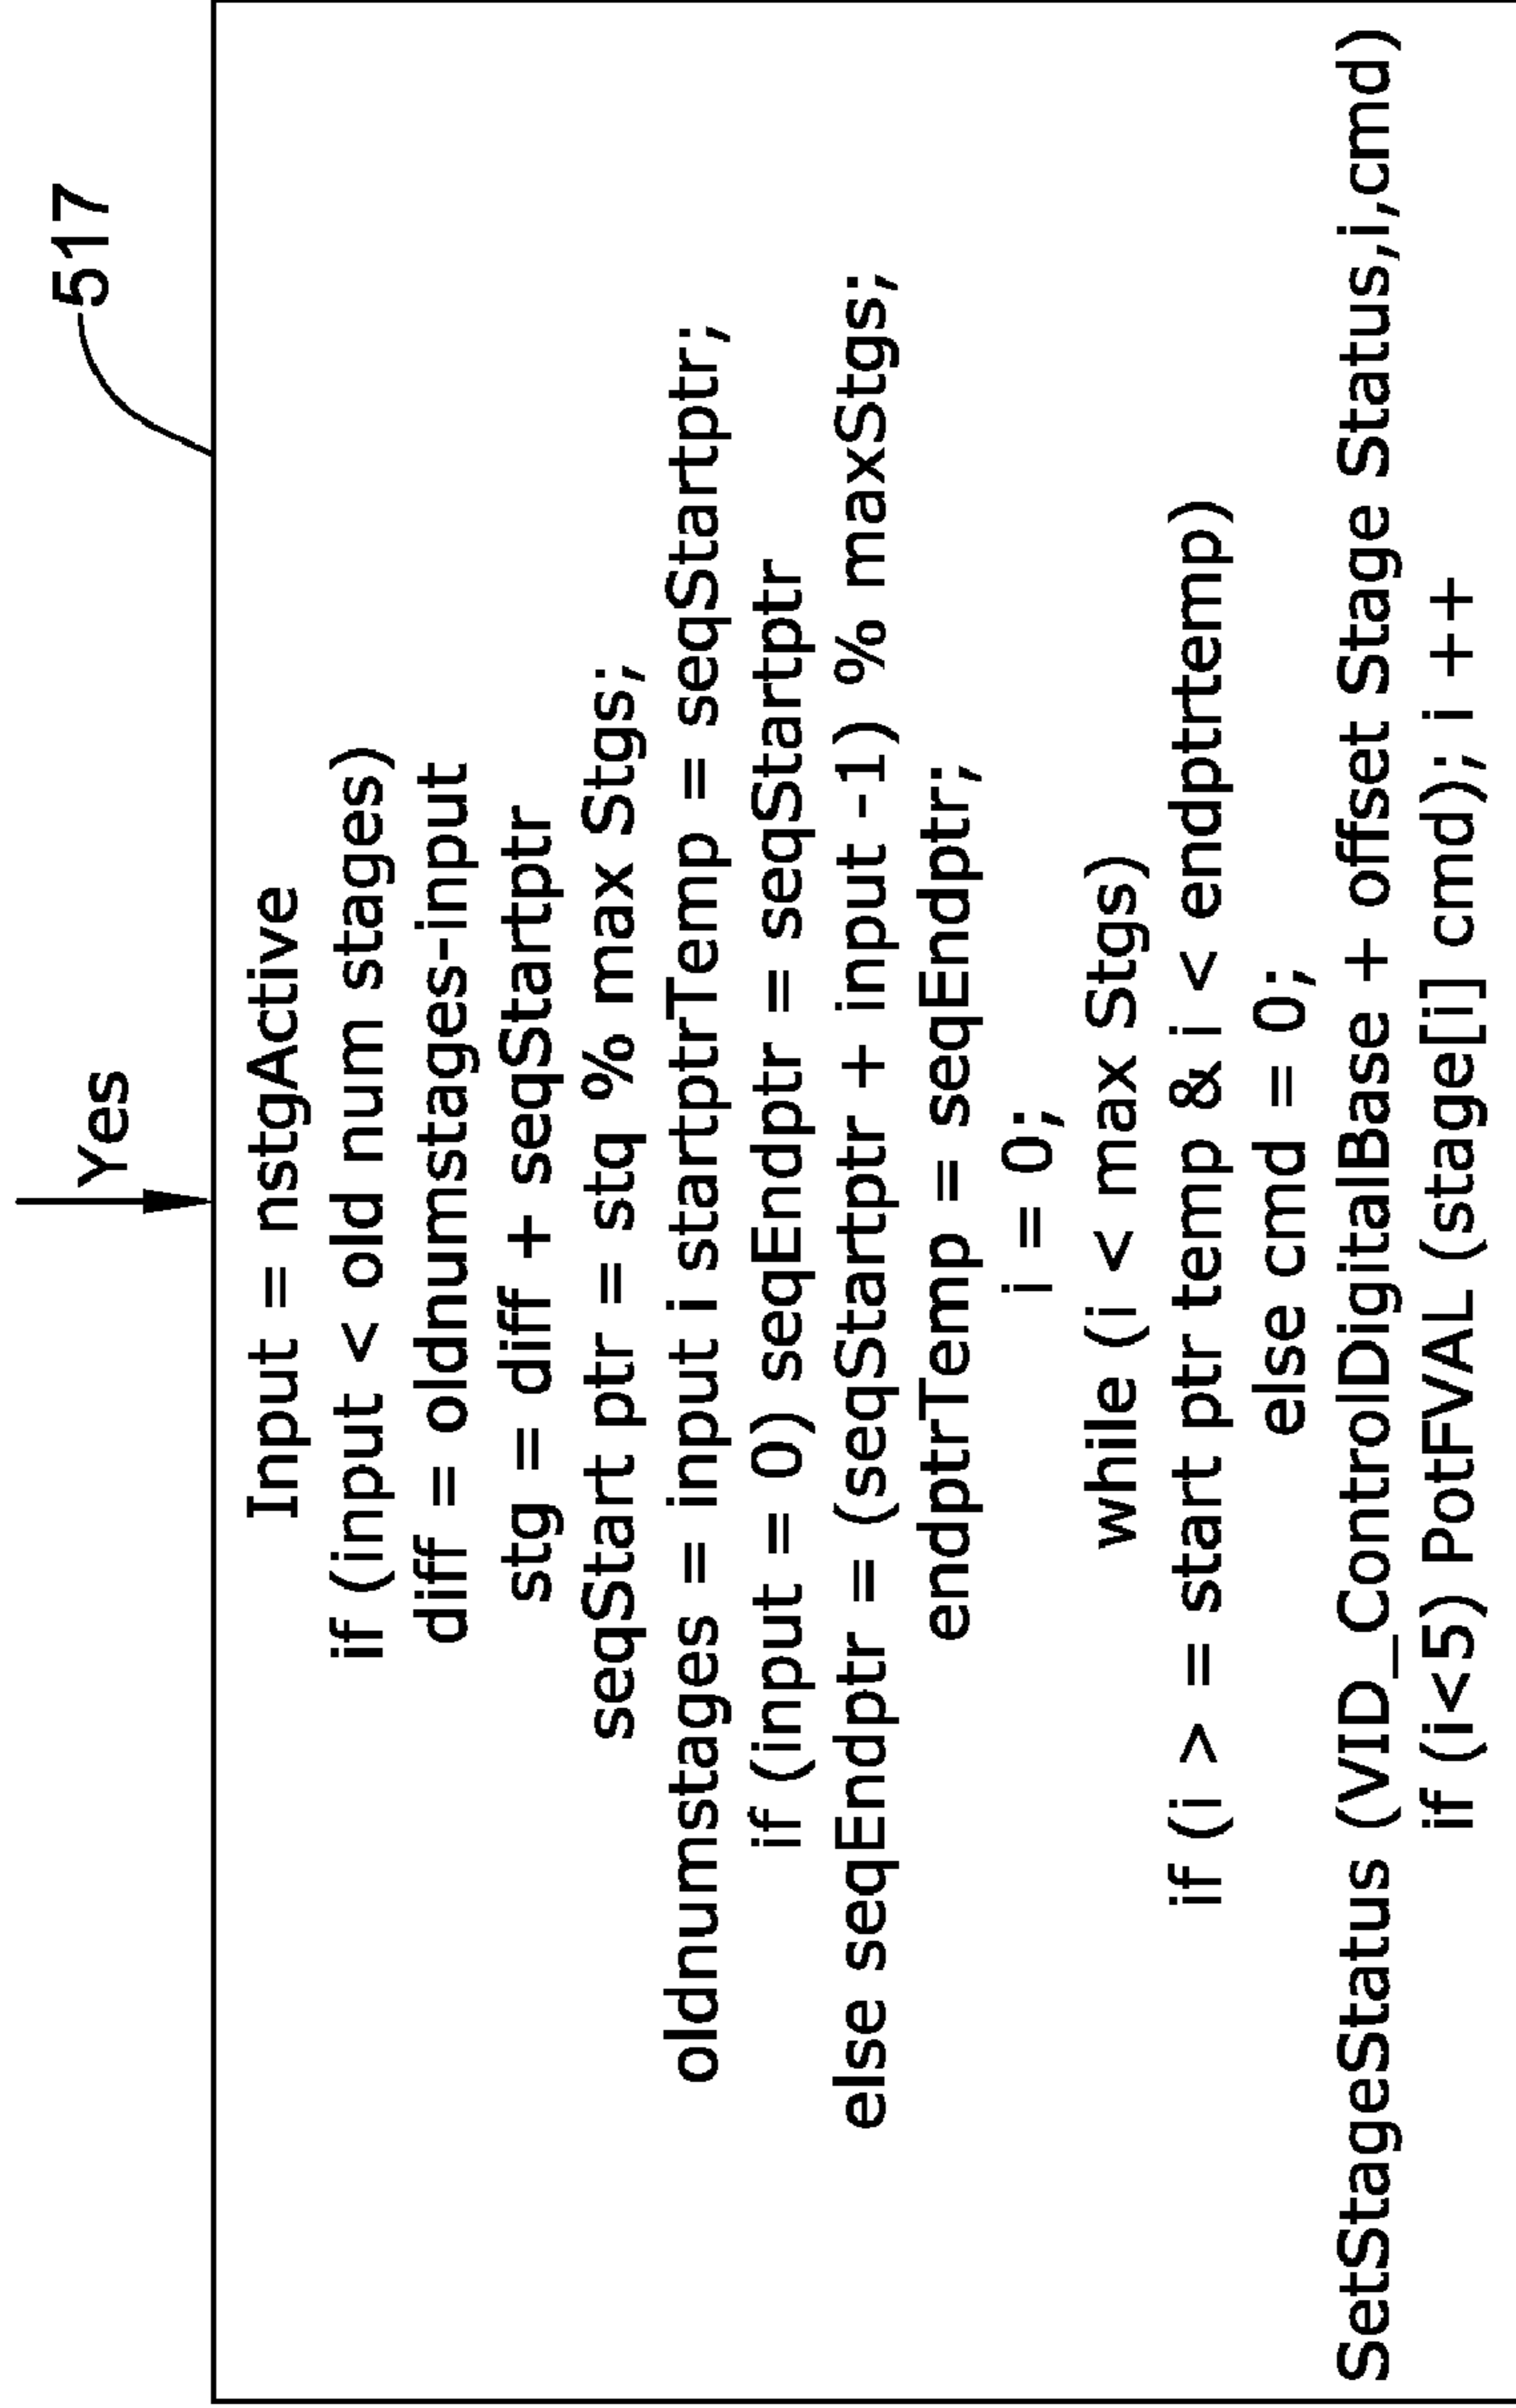 Yes
517
Input = nstgActive
if (input < old num stages)
diff = oldnumstages-input
stg = diff + seqStartptr
seqStart ptr = stq % max Stgs;
oldnumstages = input i startptrTemp = seqStartptr;
if (input = 0) seqEndptr = seqStartptr
else seqEndptr = (seqStartptr + input -1) % maxStgs;
endptrTemp = seqEndptr;
i = 0;
while (i < max Stgs)
if (i > = start ptr temp & i < endptrtemp)
else cmd = 0;
SetStageStatus (VID_ControlDigitalBase + offset Stage Status,i,cmd)
if (i<5) PotFVAL (stage[i] cmd); i ++